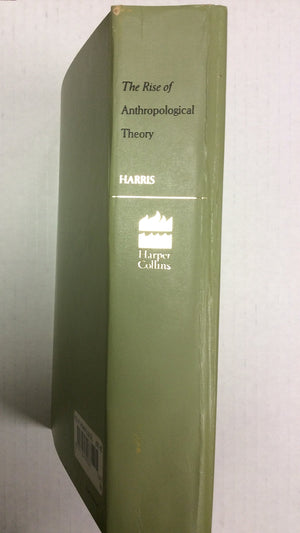 The Rise of
Anthropological
Theory
HARRIS
Harper
Collins